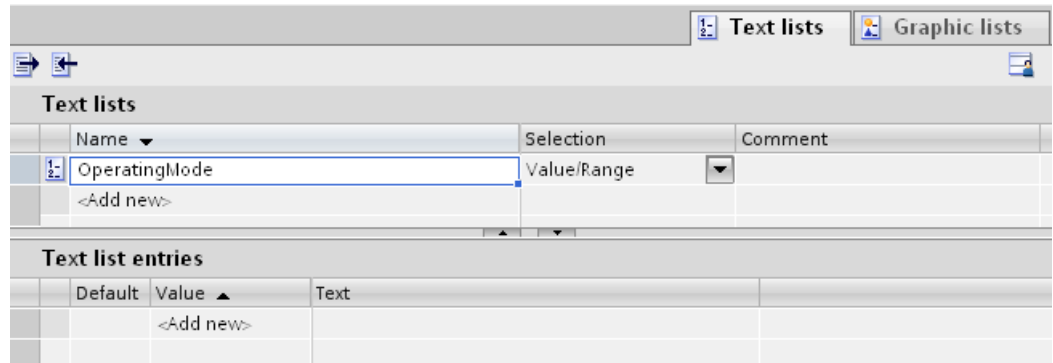 Text lists Graphic lists
Text lists
Name Selection Comment
OperatingMode Value/Range
<Add new>
Text list entries
Default Value Text
<Add new>